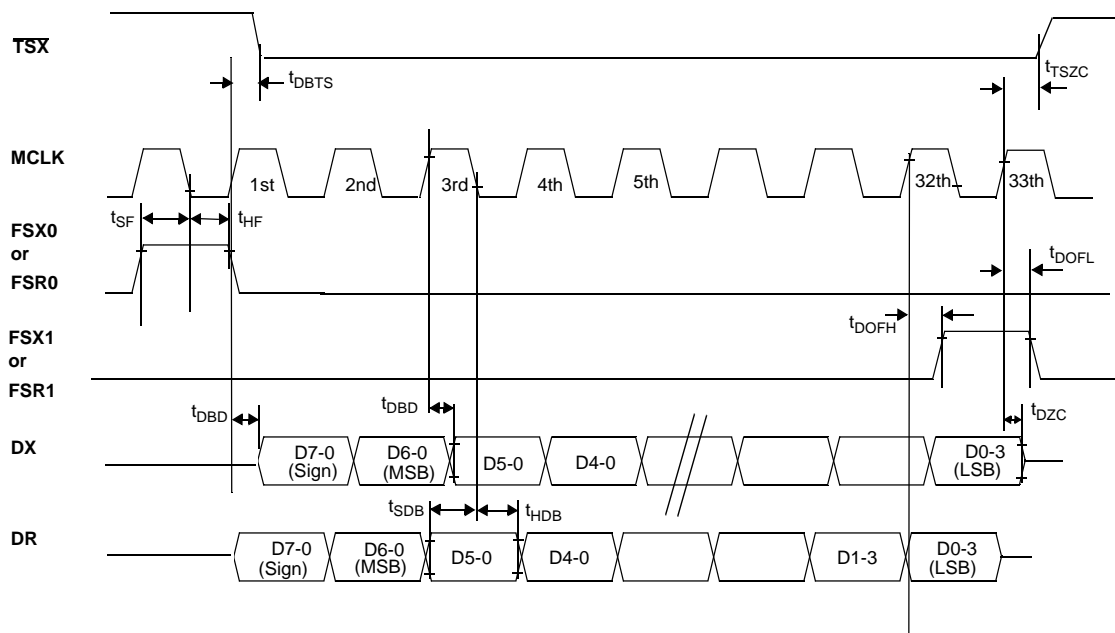 TSX
tDBTS
tTSZC
MCLK
1st
2nd
3rd
4th
5th
32th
33th
tSF
tHF
FSX0
or
FSR0
tDOFL
tDOFH
FSX1
or
FSR1
tDBD
tDBD
tDZC
DX
D7-0
(Sign)
D6-0
(MSB)
D5-0
D4-0
D0-3
(LSB)
tSDB
tHDB
DR
D7-0
(Sign)
D6-0
(MSB)
D5-0
D4-0
D1-3
D0-3
(LSB)